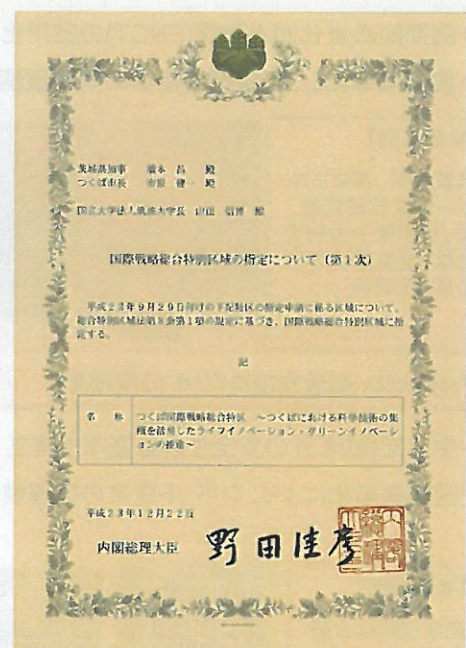 茨城県知事 橋本 昌 殿
つくば市長 市原 健 殿
国立大学法人筑波大学長 山田 信博 殿
国際戦略総合特別区域の指定について（第1次）
平成23年9月29日付けの下記特区の指定申請に係る区域について、
総合特別区域法第8条第1項の規定に基づき、国際戦略総合特別区域に指
定する。
記
名 称 つくば国際戦略総合特区 ～つくばにおける科学技術の集
積を活用したライフイノベーション・グリーンイノベーシ
ョンの推進～
平成23年12月22日
内閣総理大臣 野田佳彦